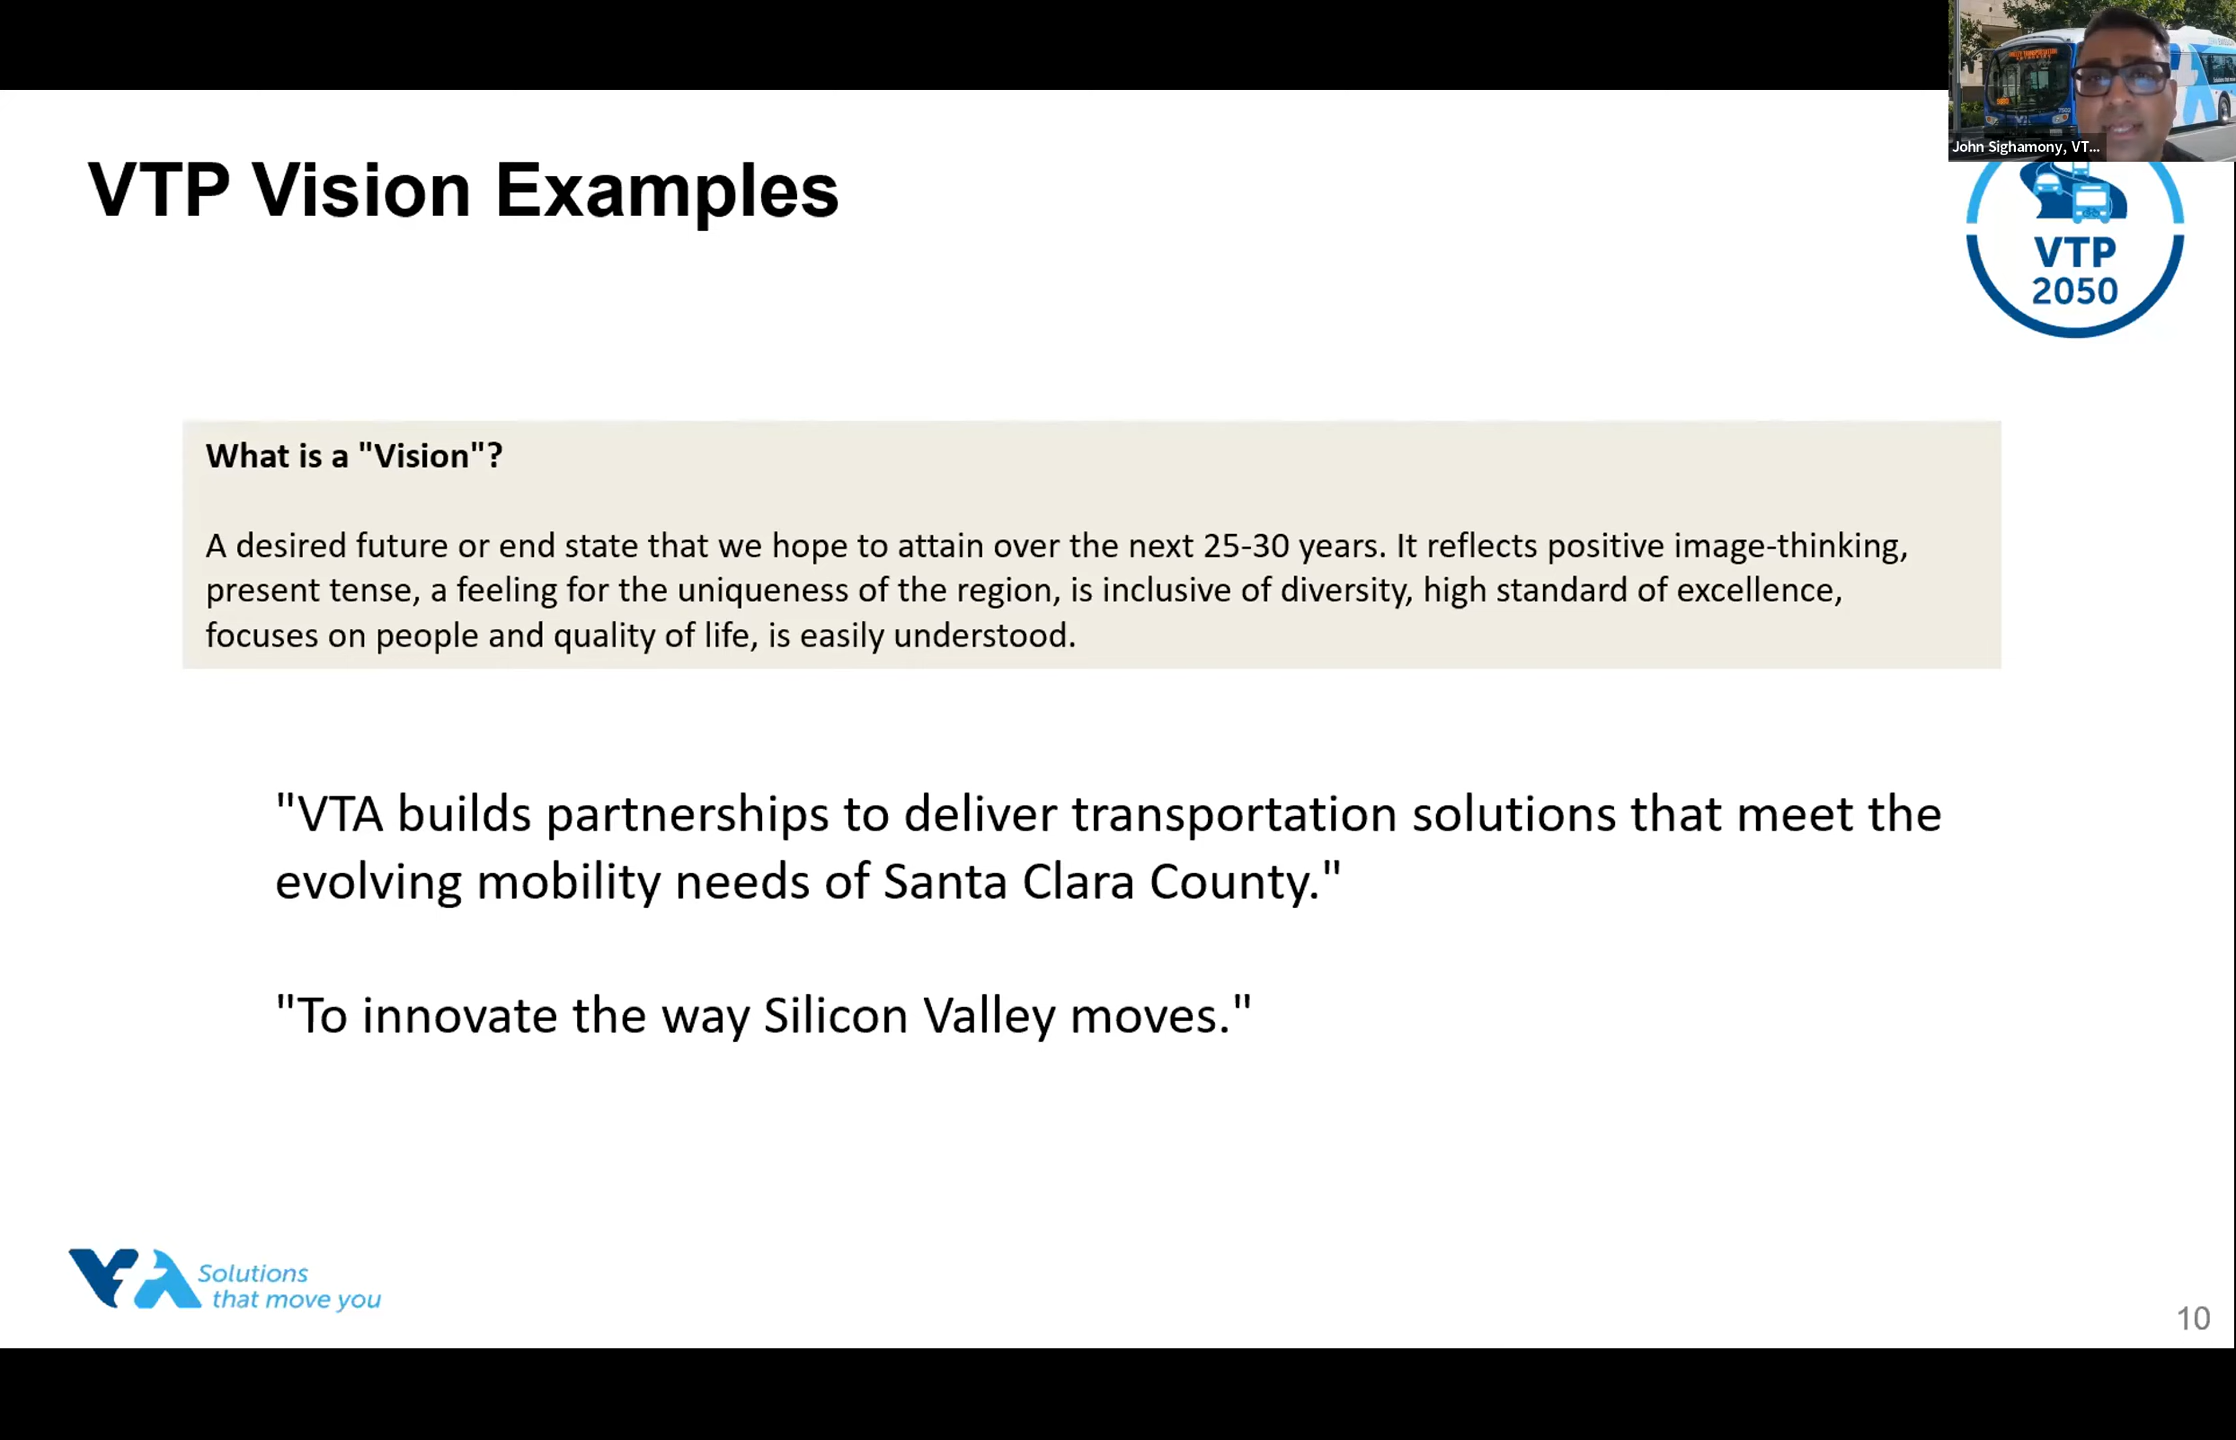 John Sighamony, VT...
VTP Vision Examples
VTP
2050
What is a "Vision"?
A desired future or end state that we hope to attain over the next 25-30 years. It reflects positive image-thinking,
present tense, a feeling for the uniqueness of the region, is inclusive of diversity, high standard of excellence,
focuses on people and quality of life, is easily understood.
"VTA builds partnerships to deliver transportation solutions that meet the
evolving mobility needs of Santa Clara County."
"To innovate the way Silicon Valley moves."
VTA Solutions
that move you
10